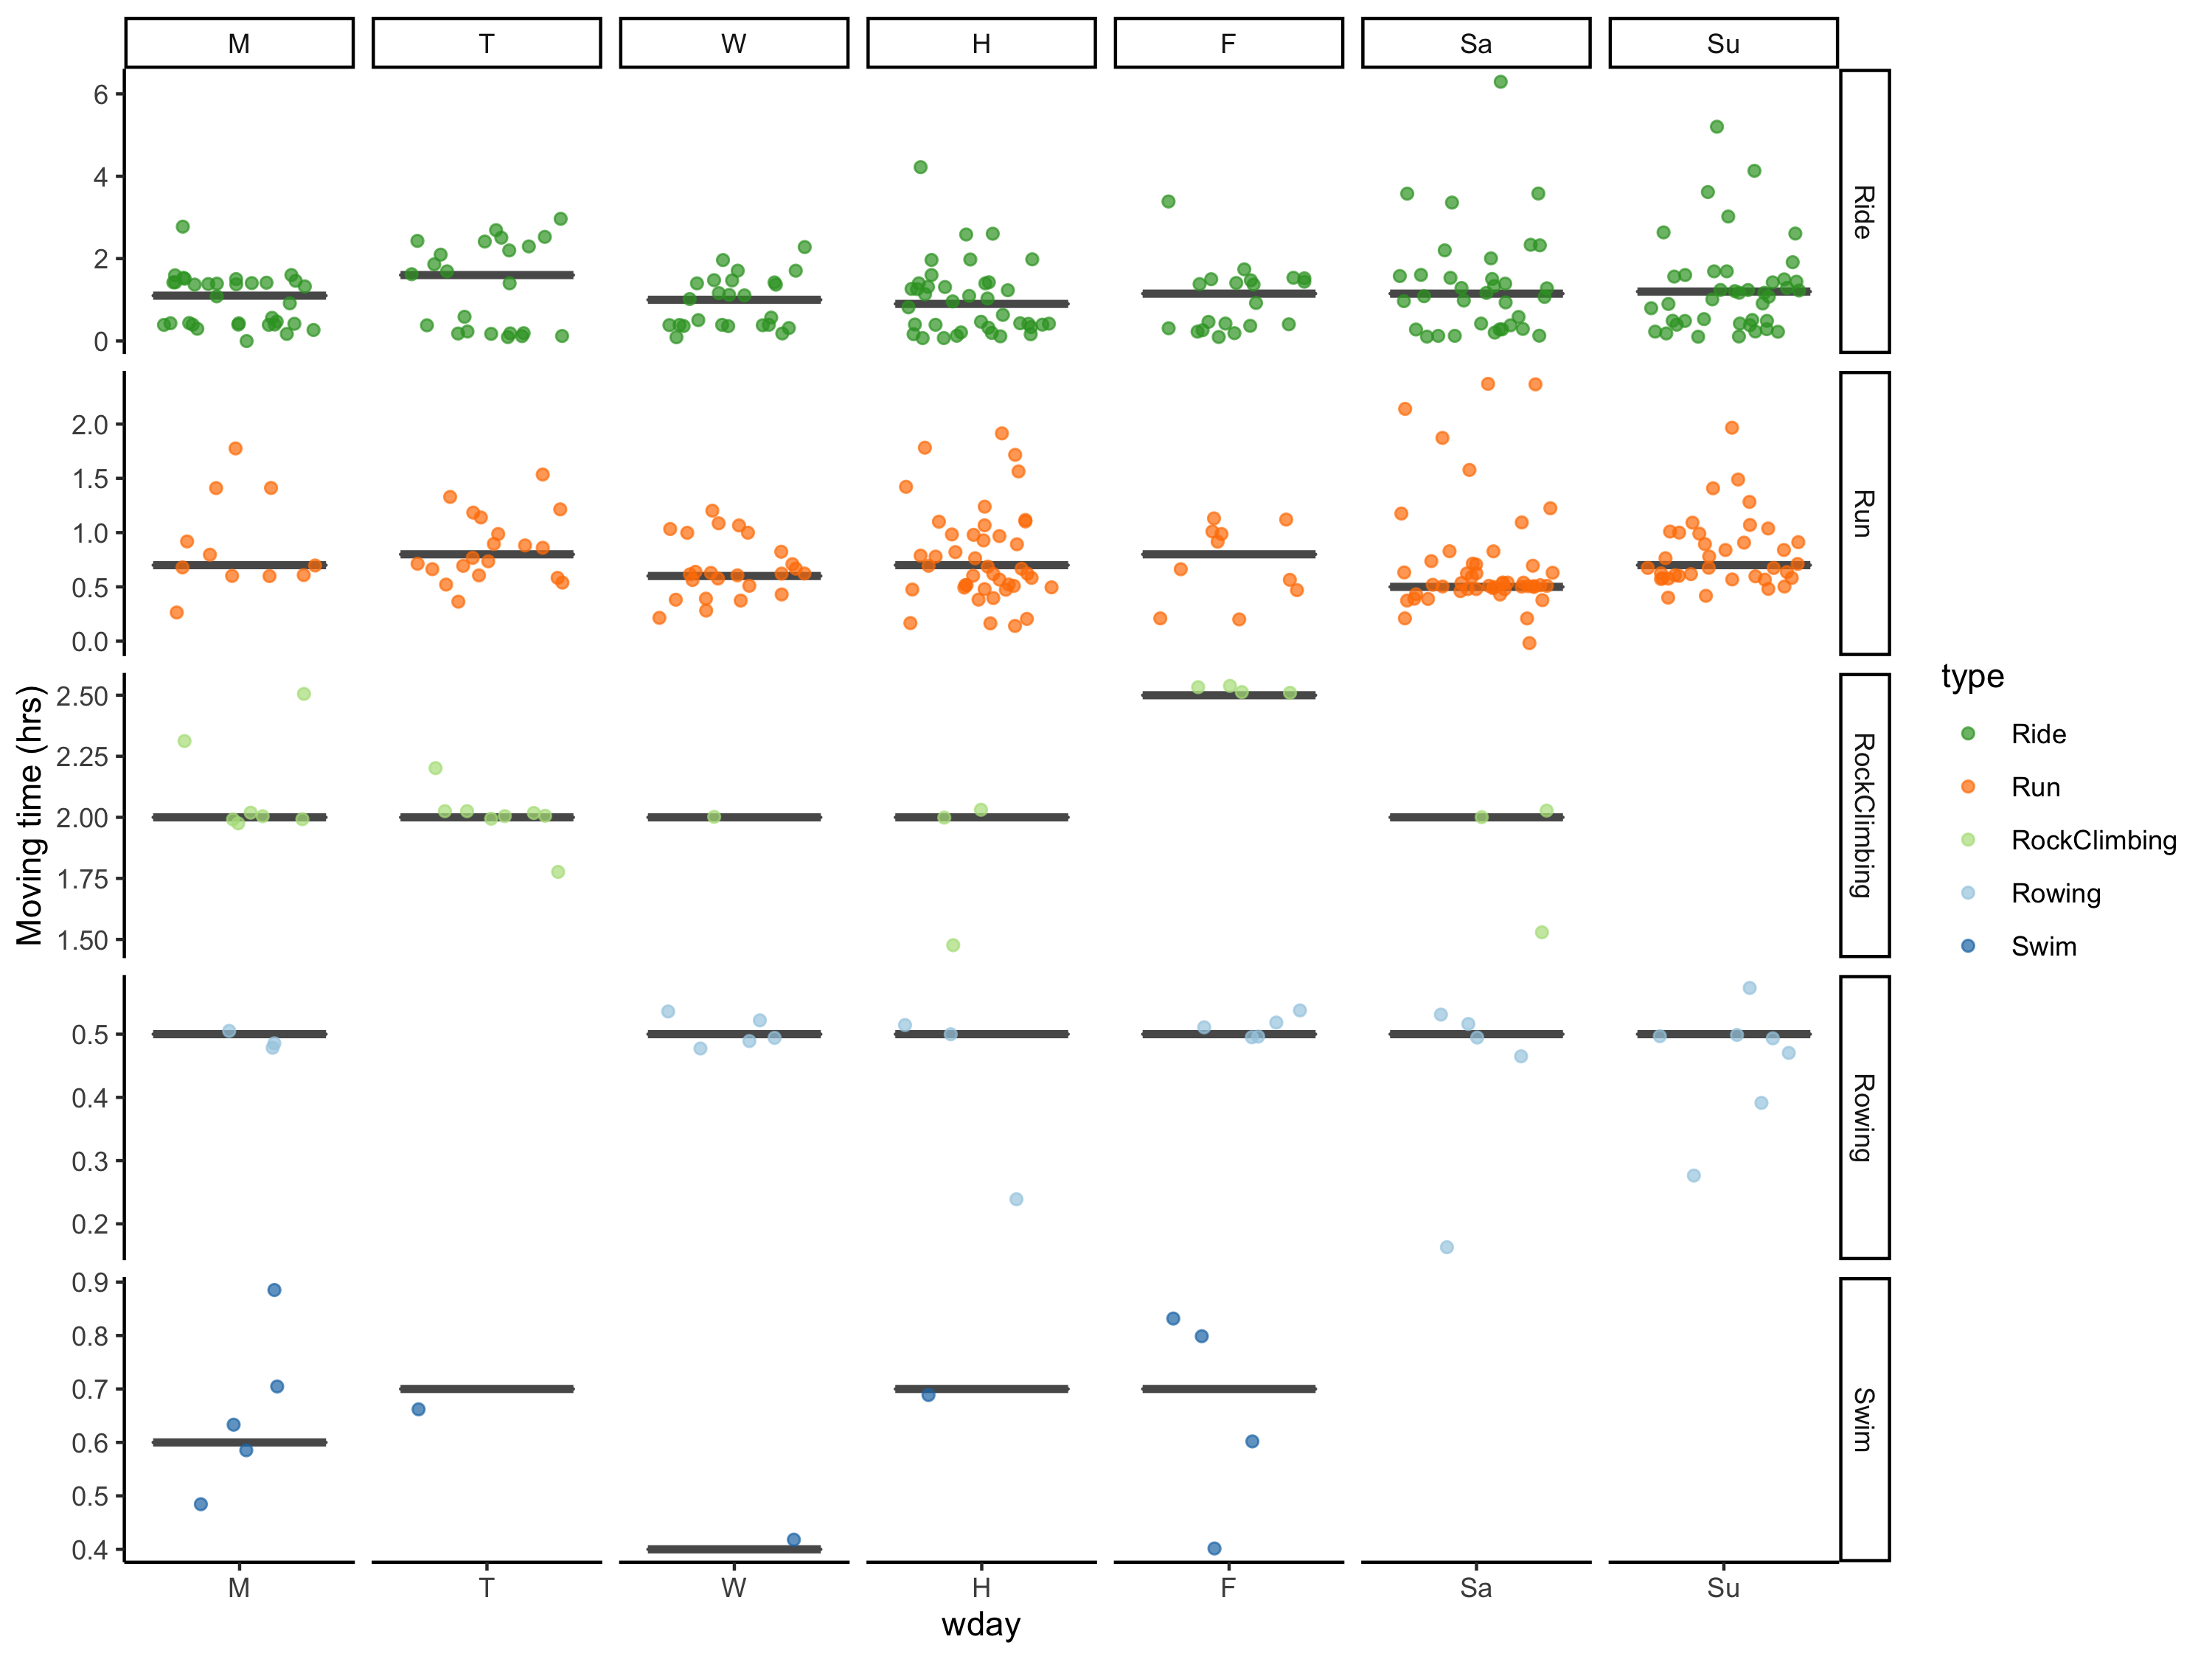 M T W H F Sa Su
6
4
2
0
Ride
2.0
1.5
1.0
0.5
0.0
Run
Moving time (hrs)
2.50
2.25
2.00
1.75
1.50
RockClimbing
0.5
0.4
0.3
0.2
Rowing
0.9
0.8
0.7
0.6
0.5
0.4
Swim
M T W H F Sa Su
wday
type
Ride
Run
RockClimbing
Rowing
Swim